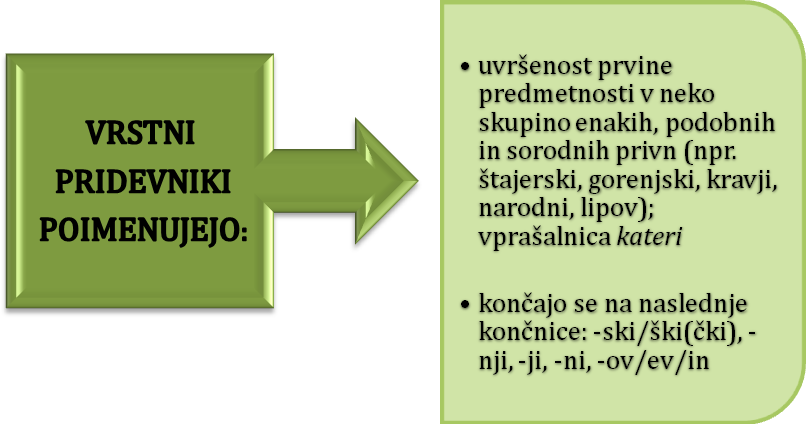 VRSTNI
PRIDEVNIKI
POIMENUJEJO:
• uvršenost prvine
predmetnosti v neko
skupino enakih, podobnih
in sorodnih privn (npr.
štajerski, gorenjski, kravji,
narodni, lipov);
vprašalnica kateri
• končajo se na naslednje
končnice: -ski/ški(čki), -
nji, -ji, -ni, -ov/ev/in